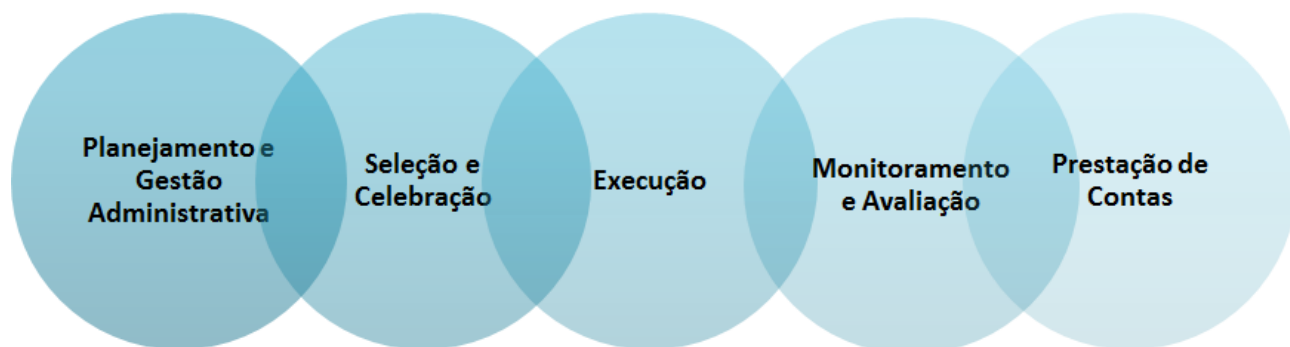 Planejamento e
Gestão
Administrativa
Seleção e
Celebração
Execução
Monitoramento
e Avaliação
Prestação de
Contas